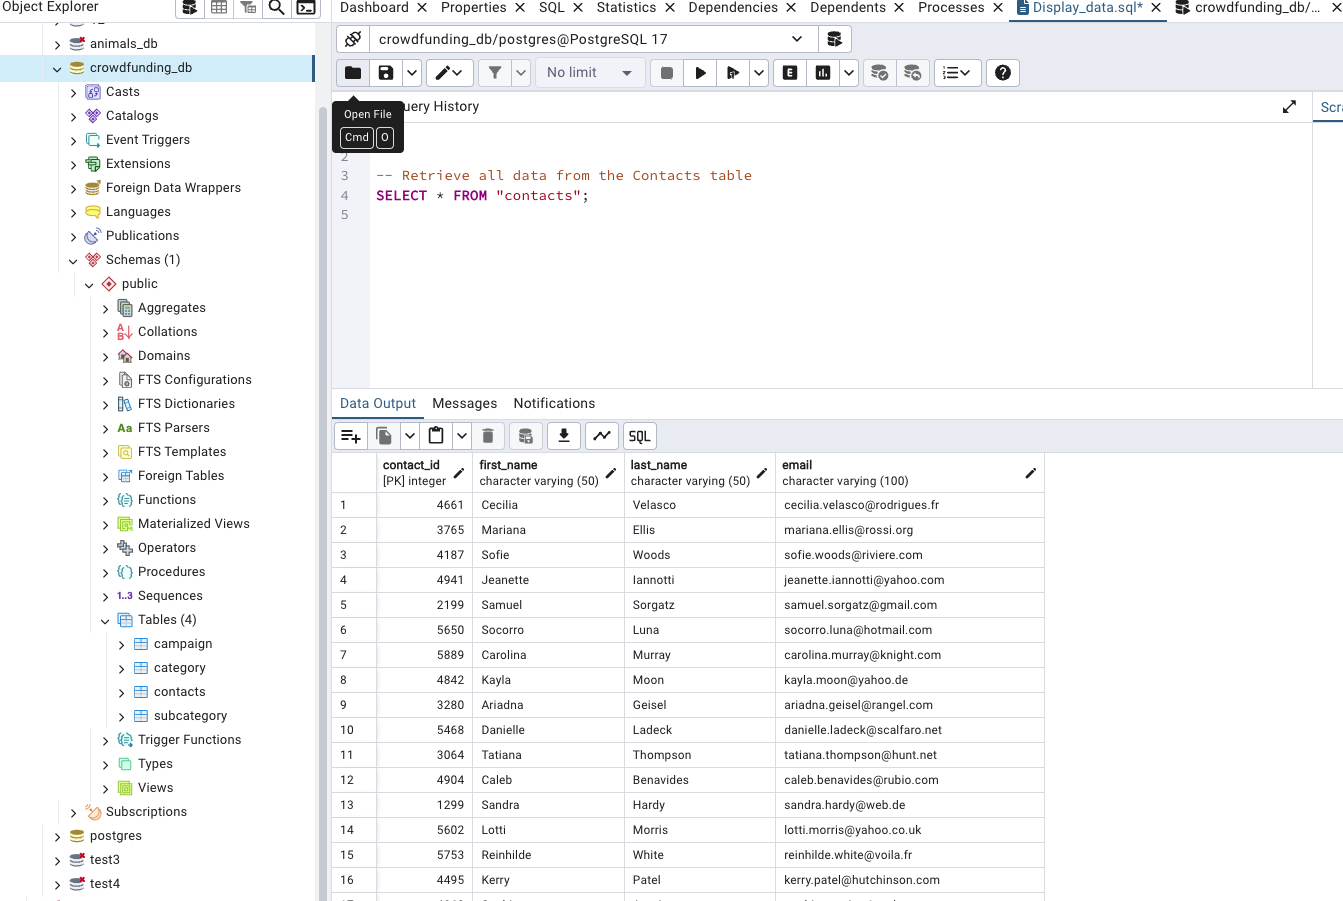 Object Explorer
animals_db
crowdfunding_db
Casts
Catalogs
Event Triggers
Extensions
Foreign Data Wrappers
Languages
Publications
Schemas (1)
public
Aggregates
Collations
Domains
FTS Configurations
FTS Dictionaries
FTS Parsers
FTS Templates
Foreign Tables
Functions
Materialized Views
Operators
Procedures
1..3 Sequences
Tables (4)
campaign
category
contacts
subcategory
Trigger Functions
Types
Views
Subscriptions
postgres
test3
test4
Dashboard Properties SQL Statistics Dependencies Dependents Processes Display_data.sql* crowdfunding_db/...
crowdfunding_db/postgres@PostgreSQL 17
No limit E
Open File
Cmd O
uery History
Scr
2
3 -- Retrieve all data from the Contacts table
4 SELECT * FROM "contacts";
5
Data Output Messages Notifications
SQL
contact_id first_name last_name email
[PK] integer character varying (50) character varying (50) character varying (100)
1 4661 Cecilia Velasco cecilia.velasco@rodrigues.fr
2 3765 Mariana Ellis mariana.ellis@rossi.org
3 4187 Sofie Woods sofie.woods@riviere.com
4 4941 Jeanette Iannotti jeanette.iannotti@yahoo.com
5 2199 Samuel Sorgatz samuel.sorgatz@gmail.com
6 5650 Socorro Luna socorro.luna@hotmail.com
7 5889 Carolina Murray carolina.murray@knight.com
8 4842 Kayla Moon kayla.moon@yahoo.de
9 3280 Ariadna Geisel ariadna.geisel@rangel.com
10 5468 Danielle Ladeck danielle.ladeck@scalfaro.net
11 3064 Tatiana Thompson tatiana.thompson@hunt.net
12 4904 Caleb Benavides caleb.benavides@rubio.com
13 1299 Sandra Hardy sandra.hardy@web.de
14 5602 Lotti Morris lotti.morris@yahoo.co.uk
15 5753 Reinhilde White reinhilde.white@voila.fr
16 4495 Kerry Patel kerry.patel@hutchinson.com